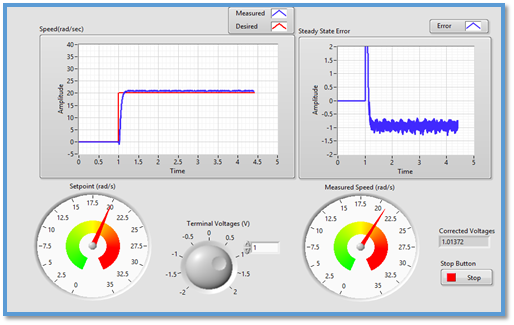 Measured
Desired
Speed(rad/sec)
Amplitude
40
35
30
25
20
15
10
5
0
-5
0 0.5 1 1.5 2 2.5 3 3.5 4 4.5 5
Time
Error
Steady State Error
Amplitude
2
1.5
1
0.5
0
-0.5
-1
-1.5
-2
0 1 2 3 4 5
Time
Setpoint (rad/s)
0 2.5 5 7.5 10 12.5 15 17.5 20 22.5 25 27.5 30 32.5 35
Terminal Voltages (V)
-2 -1.5 -1 -0.5 0 0.5 1 1.5 2
1
Measured Speed (rad/s)
0 2.5 5 7.5 10 12.5 15 17.5 20 22.5 25 27.5 30 32.5 35
Corrected Voltages
1.01372
Stop Button
Stop